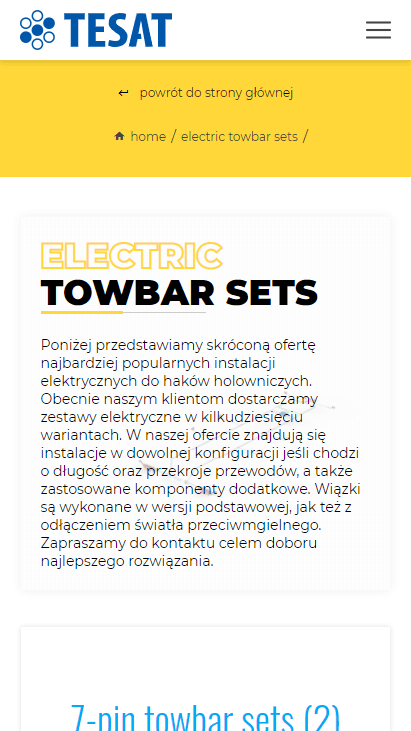 TESAT
powrót do strony głównej
home / electric towbar sets /
ELECTRIC
TOWBAR SETS
Poniżej przedstawiamy skróconą ofertę
najbardziej popularnych instalacji
elektrycznych do haków holowniczych.
Obecnie naszym klientom dostarczamy
zestawy elektryczne w kilkudziesięciu
wariantach. W naszej ofercie znajdują się
instalacje w dowolnej konfiguracji jeśli chodzi
o długość oraz przekroje przewodów, a także
zastosowane komponenty dodatkowe. Wiązki
są wykonane w wersji podstawowej, jak też z
odłączeniem światła przeciwmgielnego.
Zapraszamy do kontaktu celem doboru
najlepszego rozwiązania.
7-pin towbar sets (2)